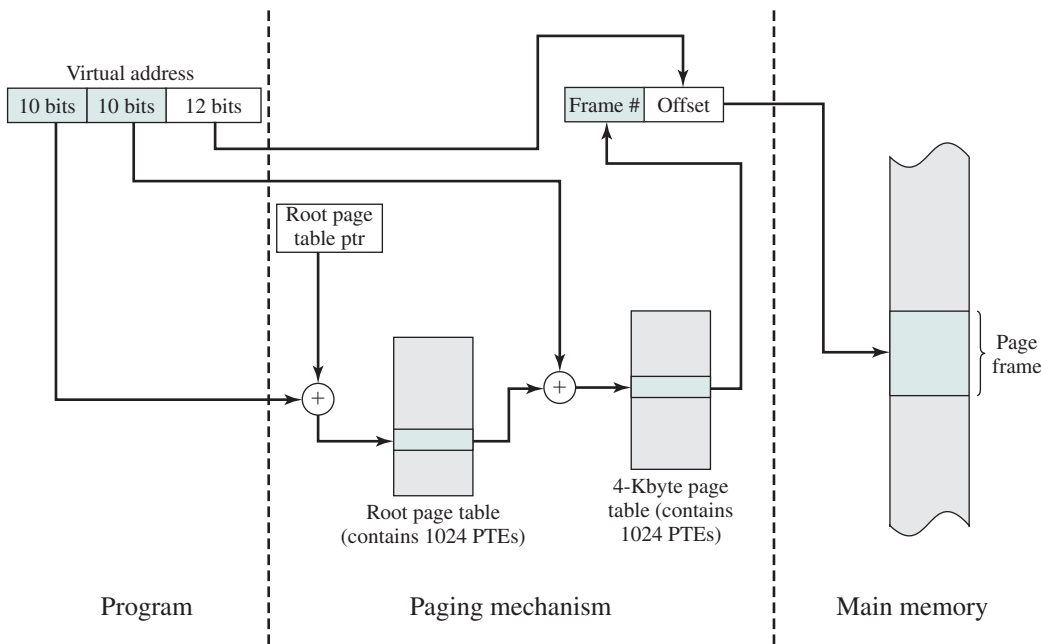 Virtual address
10 bits
10 bits
12 bits
Frame #
Offset
Root page
table ptr
+
+
Root page table
(contains 1024 PTEs)
4-Kbyte page
table (contains
1024 PTEs)
Page
frame
Program
Paging mechanism
Main memory